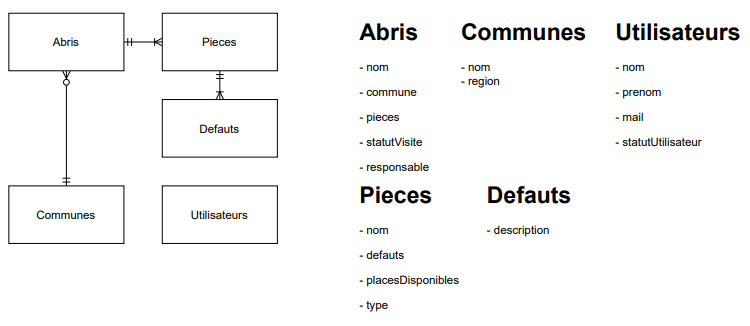 Abris
Pieces
Defauts
Communes
Utilisateurs
Abris
- nom
- commune
- pieces
- statutVisite
- responsable
Communes
- nom
- region
Utilisateurs
- nom
- prenom
- mail
- statutUtilisateur
Pieces
- nom
- defauts
- placesDisponibles
- type
Defauts
- description